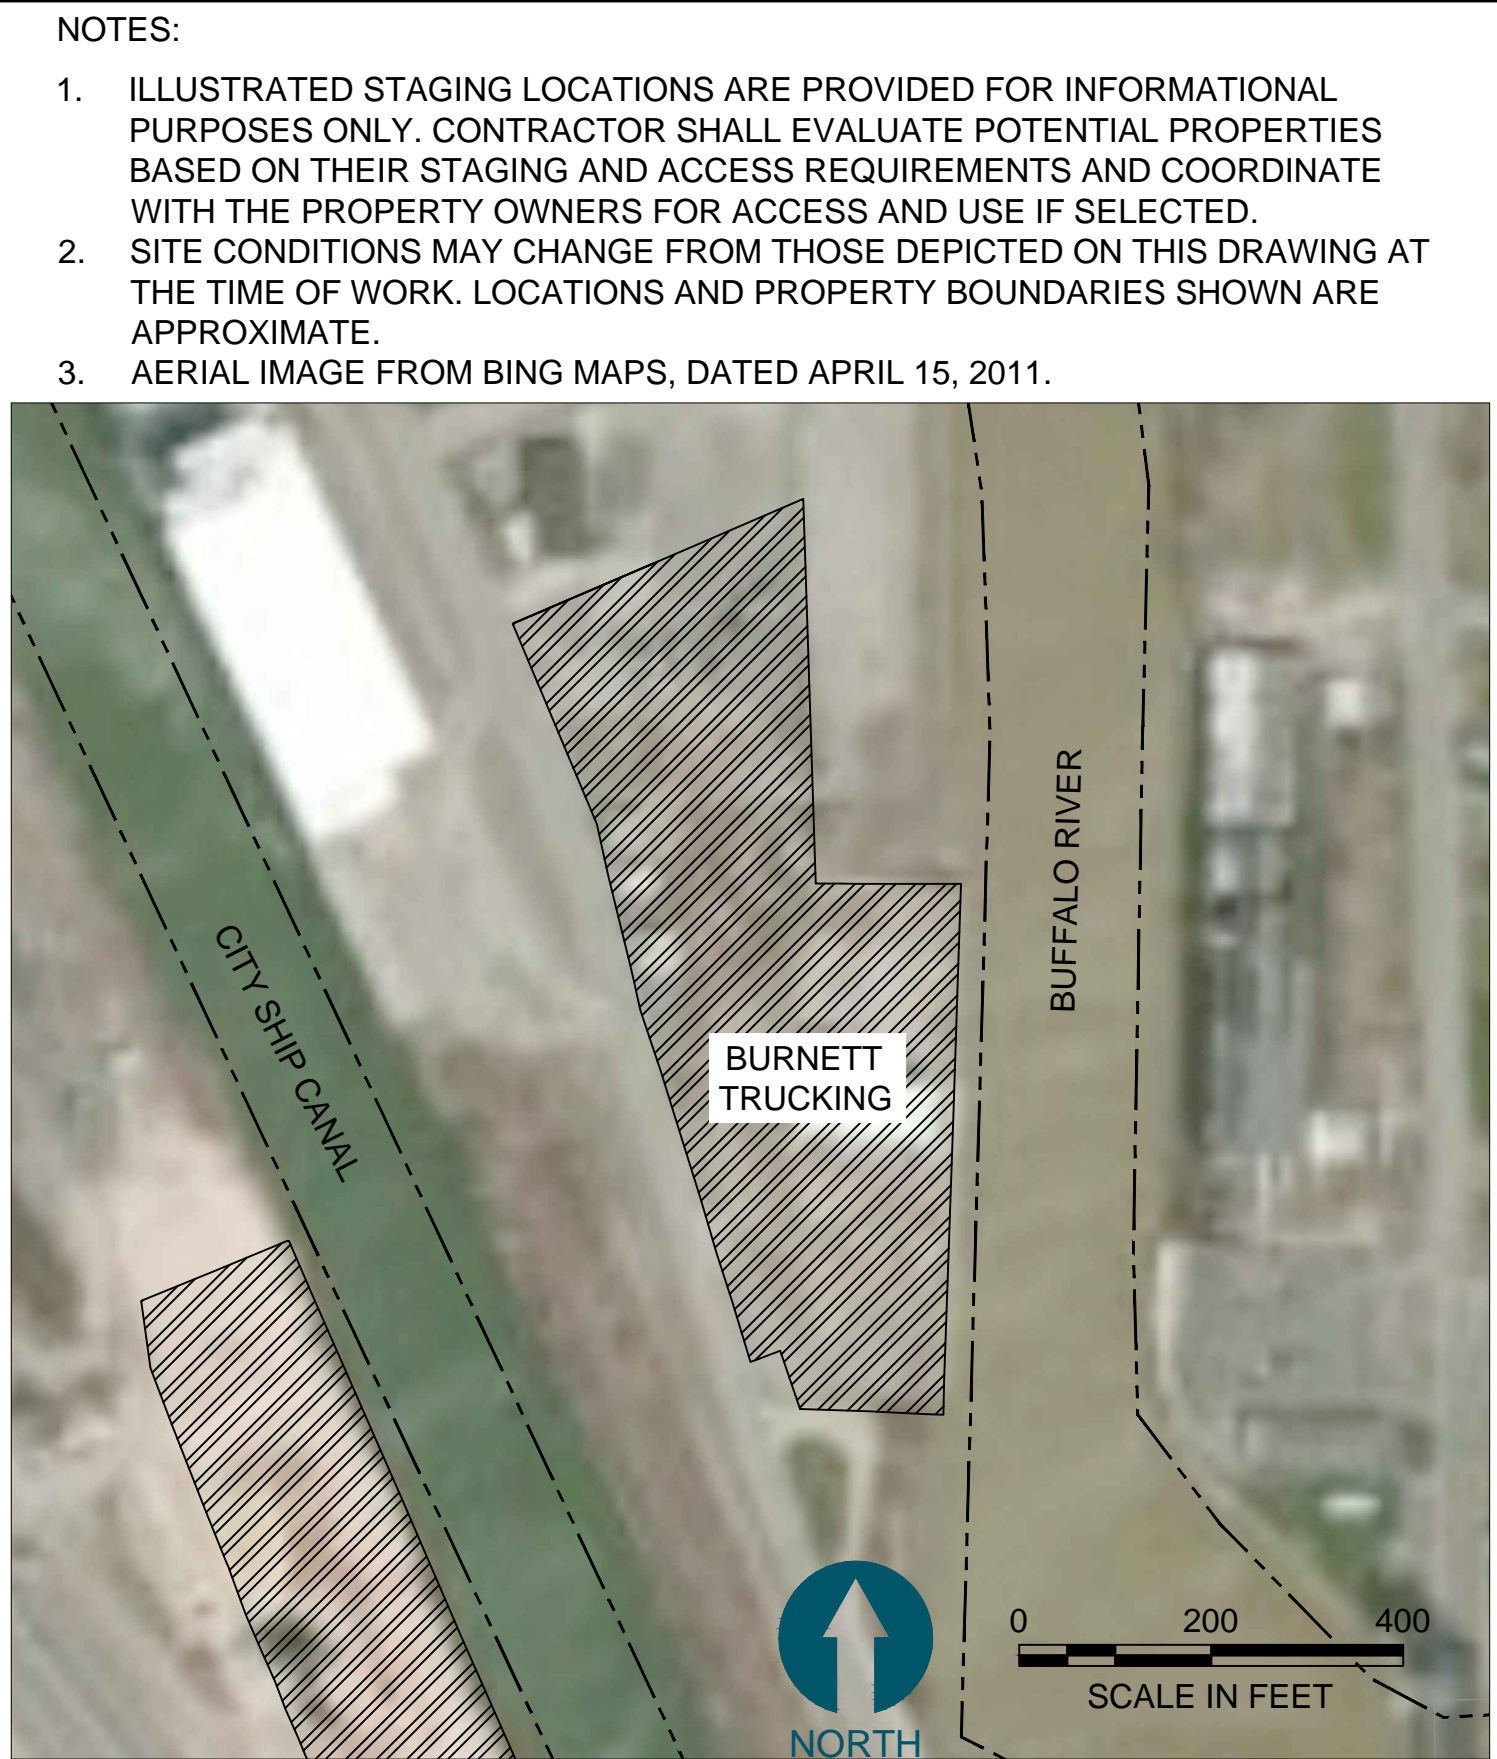 NOTES:
1. ILLUSTRATED STAGING LOCATIONS ARE PROVIDED FOR INFORMATIONAL
PURPOSES ONLY. CONTRACTOR SHALL EVALUATE POTENTIAL PROPERTIES
BASED ON THEIR STAGING AND ACCESS REQUIREMENTS AND COORDINATE
WITH THE PROPERTY OWNERS FOR ACCESS AND USE IF SELECTED.
2. SITE CONDITIONS MAY CHANGE FROM THOSE DEPICTED ON THIS DRAWING AT
THE TIME OF WORK. LOCATIONS AND PROPERTY BOUNDARIES SHOWN ARE
APPROXIMATE.
3. AERIAL IMAGE FROM BING MAPS, DATED APRIL 15, 2011.
BUFFALO RIVER
CITY SHIP CANAL
BURNETT
TRUCKING
0 200 400
SCALE IN FEET
NORTH